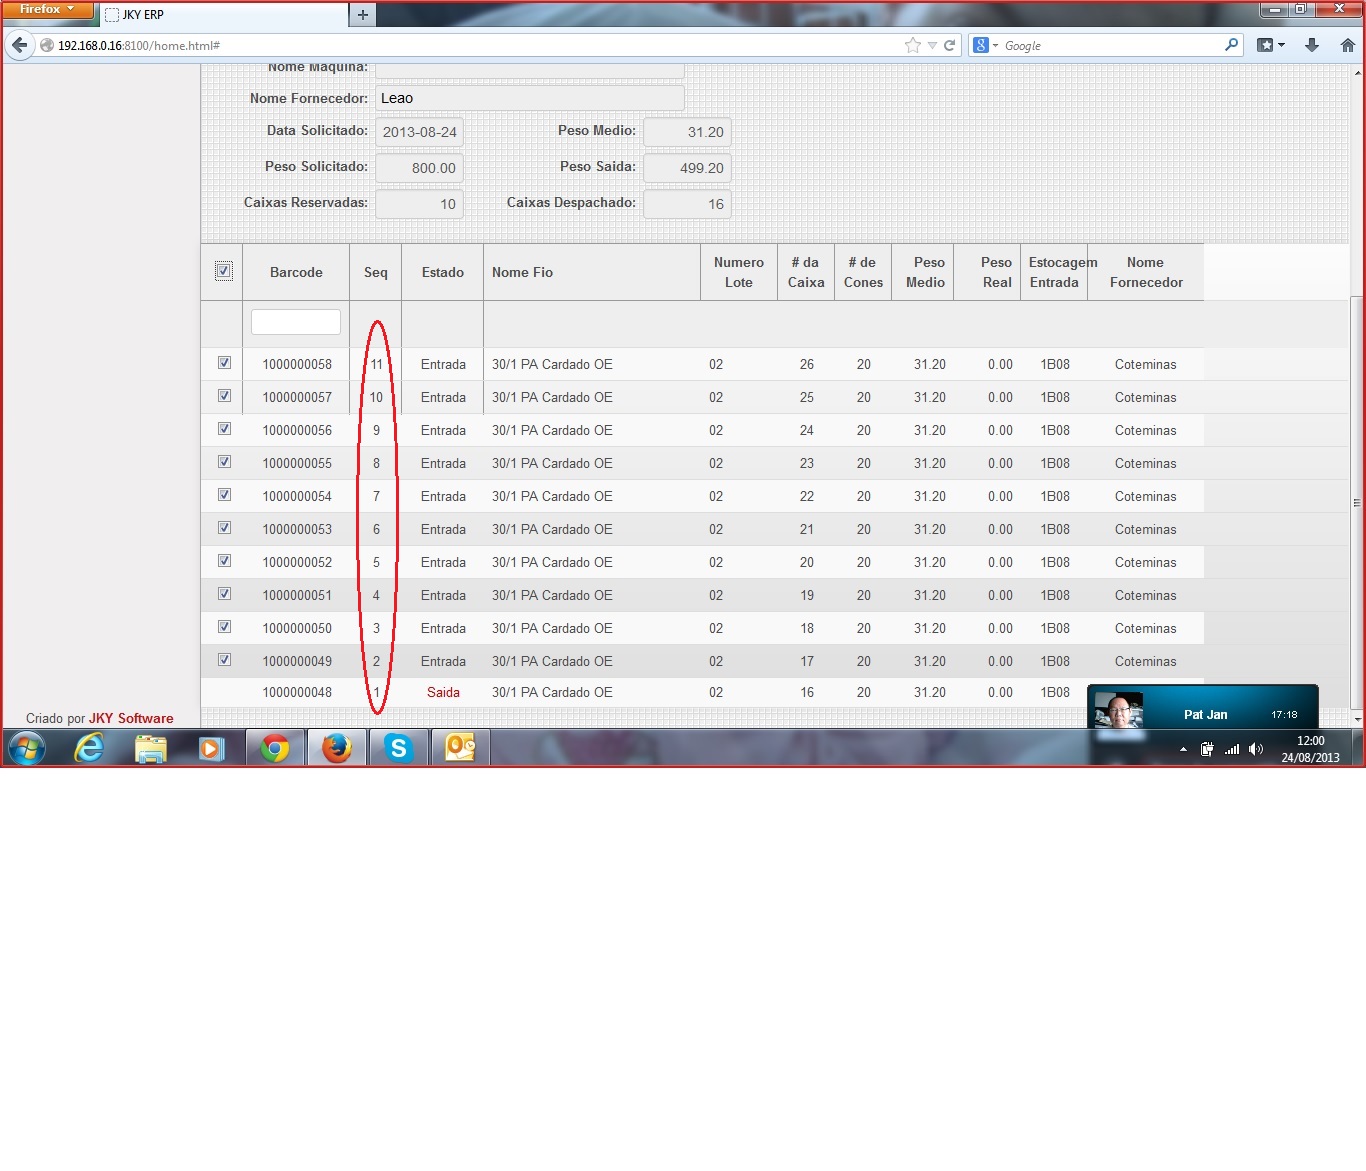 Firefox
JKY ERP
192.168.0.16:8100/home.html#
Google
Nome Maquina:
Nome Fornecedor: Leao
Data Solicitado: 2013-08-24 Peso Medio: 31.20
Peso Solicitado: 800.00 Peso Saida: 499.20
Caixas Reservadas: 10 Caixas Despachado: 16
Barcode Seq Estado Nome Fio Numero Lote # da Caixa # de Cones Peso Medio Peso Real Estocagem Entrada Nome Fornecedor
1000000058 11 Entrada 30/1 PA Cardado OE 02 26 20 31.20 0.00 1B08 Coteminas
1000000057 10 Entrada 30/1 PA Cardado OE 02 25 20 31.20 0.00 1B08 Coteminas
1000000056 9 Entrada 30/1 PA Cardado OE 02 24 20 31.20 0.00 1B08 Coteminas
1000000055 8 Entrada 30/1 PA Cardado OE 02 23 20 31.20 0.00 1B08 Coteminas
1000000054 7 Entrada 30/1 PA Cardado OE 02 22 20 31.20 0.00 1B08 Coteminas
1000000053 6 Entrada 30/1 PA Cardado OE 02 21 20 31.20 0.00 1B08 Coteminas
1000000052 5 Entrada 30/1 PA Cardado OE 02 20 20 31.20 0.00 1B08 Coteminas
1000000051 4 Entrada 30/1 PA Cardado OE 02 19 20 31.20 0.00 1B08 Coteminas
1000000050 3 Entrada 30/1 PA Cardado OE 02 18 20 31.20 0.00 1B08 Coteminas
1000000049 2 Entrada 30/1 PA Cardado OE 02 17 20 31.20 0.00 1B08 Coteminas
1000000048 1 Saida 30/1 PA Cardado OE 02 16 20 31.20 0.00 1B08
Criado por JKY Software
Pat Jan 17:18
12:00
24/08/2013